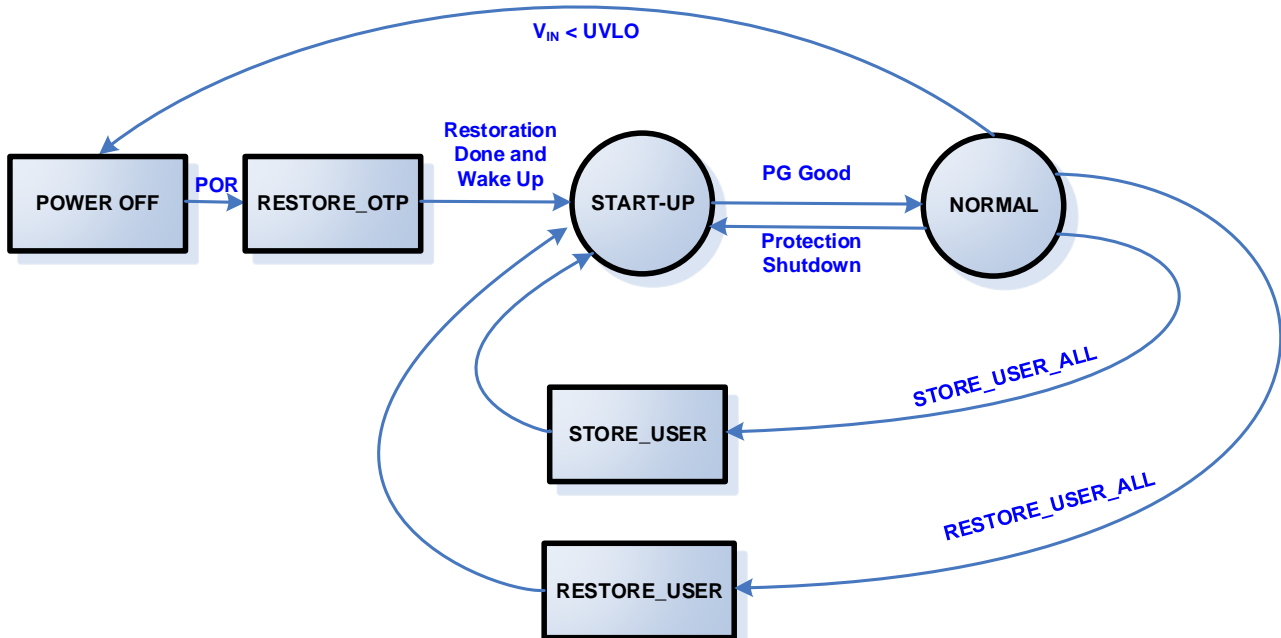 V_IN < UVLO
Restoration
Done and
Wake Up
POWER OFF
POR
RESTORE_OTP
START-UP
PG Good
NORMAL
Protection
Shutdown
STORE_USER_ALL
STORE_USER
RESTORE_USER_ALL
RESTORE_USER